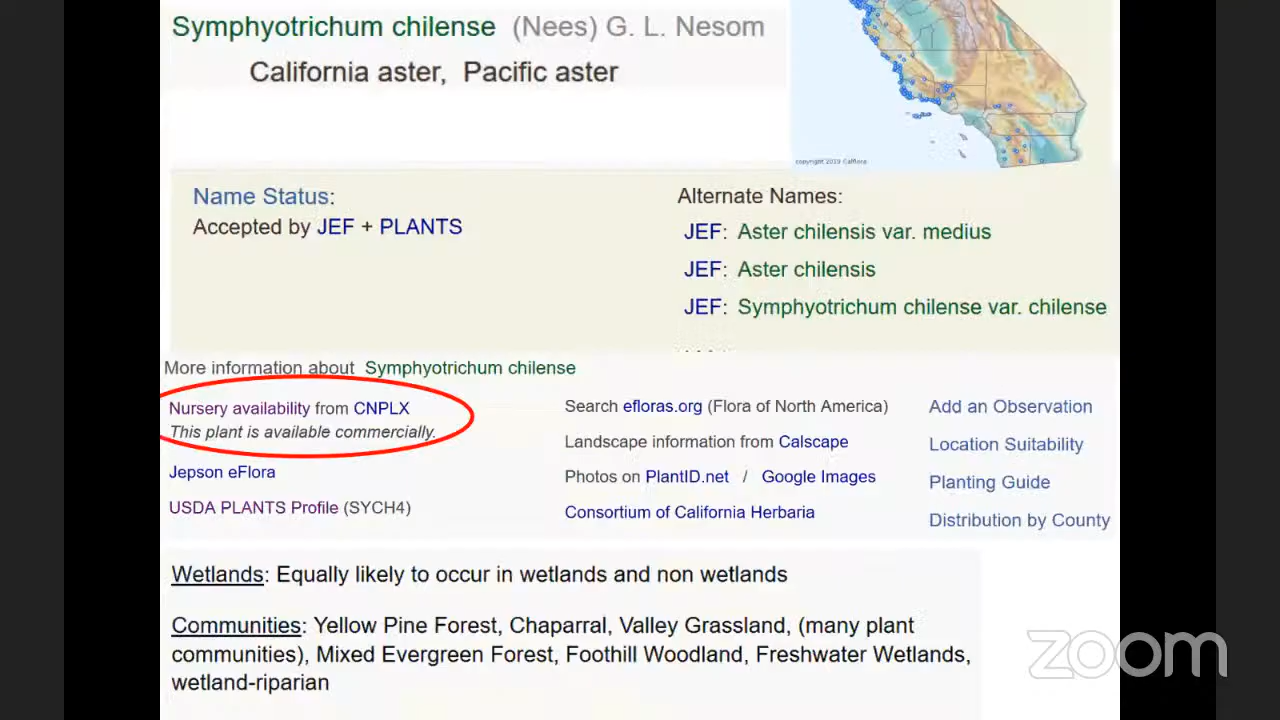 Symphyotrichum chilense (Nees) G. L. Nesom
California aster, Pacific aster
copyright 2019 Calflora
Name Status:
Accepted by JEF + PLANTS
Alternate Names:
JEF: Aster chilensis var. medius
JEF: Aster chilensis
JEF: Symphyotrichum chilense var. chilense
More information about Symphyotrichum chilense
Nursery availability from CNPLX
This plant is available commercially.
Jepson eFlora
USDA PLANTS Profile (SYCH4)
Search efloras.org (Flora of North America)
Landscape information from Calscape
Photos on PlantID.net / Google Images
Consortium of California Herbaria
Add an Observation
Location Suitability
Planting Guide
Distribution by County
Wetlands: Equally likely to occur in wetlands and non wetlands
Communities: Yellow Pine Forest, Chaparral, Valley Grassland, (many plant
communities), Mixed Evergreen Forest, Foothill Woodland, Freshwater Wetlands,
wetland-riparian
zoom